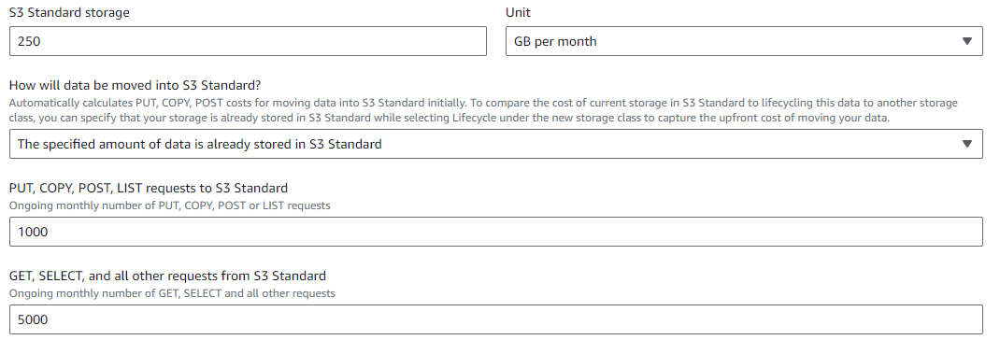 S3 Standard storage
Unit
250
GB per month
How will data be moved into S3 Standard?
Automatically calculates PUT, COPY, POST costs for moving data into S3 Standard initially. To compare the cost of current storage in S3 Standard to lifecycling this data to another storage
class, you can specify that your storage is already stored in S3 Standard while selecting Lifecycle under the new storage class to capture the upfront cost of moving your data.
The specified amount of data is already stored in S3 Standard
PUT, COPY, POST, LIST requests to S3 Standard
Ongoing monthly number of PUT, COPY, POST or LIST requests
1000
GET, SELECT, and all other requests from S3 Standard
Ongoing monthly number of GET, SELECT and all other requests
5000